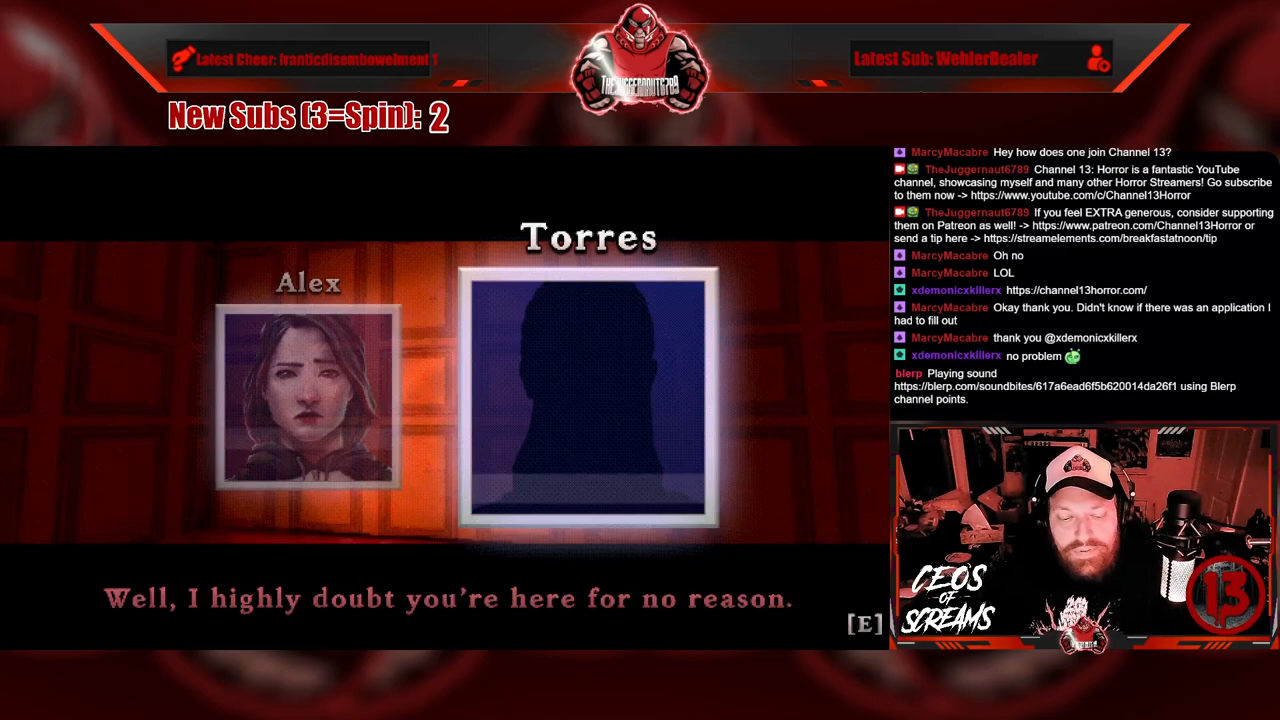 Latest Cheer: franticdisembowelment 1
THEJUGGERNAUT6789
Latest Sub: WehlerDealer
New Subs (3=Spin): 2
MarcyMacabre Hey how does one join Channel 13?
TheJuggernaut6789 Channel 13: Horror is a fantastic YouTube
channel, showcasing myself and many other Horror Streamers! Go subscribe
to them now -> https://www.youtube.com/c/Channel13Horror
TheJuggernaut6789 If you feel EXTRA generous, consider supporting
them on Patreon as well! -> https://www.patreon.com/Channel13Horror or
send a tip here -> https://streamelements.com/breakfastatnoon/tip
MarcyMacabre Oh no
MarcyMacabre LOL
xdemonicxkillerx https://channel13horror.com/
MarcyMacabre Okay thank you. Didn't know if there was an application I
had to fill out
MarcyMacabre thank you @xdemonicxkillerx
xdemonicxkillerx no problem
blerp Playing sound
https://blerp.com/soundbites/617a6ead6f5b620014da26f1 using Blerp
channel points.
Torres
Alex
Well, I highly doubt you're here for no reason.
[E]
CEO'S
OF
SCREAMS
13